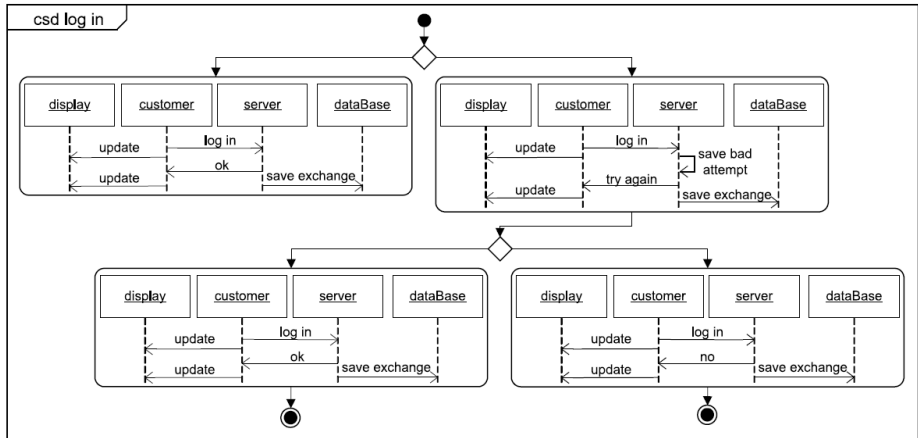 csd log in
display customer server dataBase
log in
update
ok
update
save exchange
display customer server dataBase
log in
update
save bad
attempt
try again
update
save exchange
display customer server dataBase
log in
update
ok
update
save exchange
display customer server dataBase
log in
update
no
update
save exchange